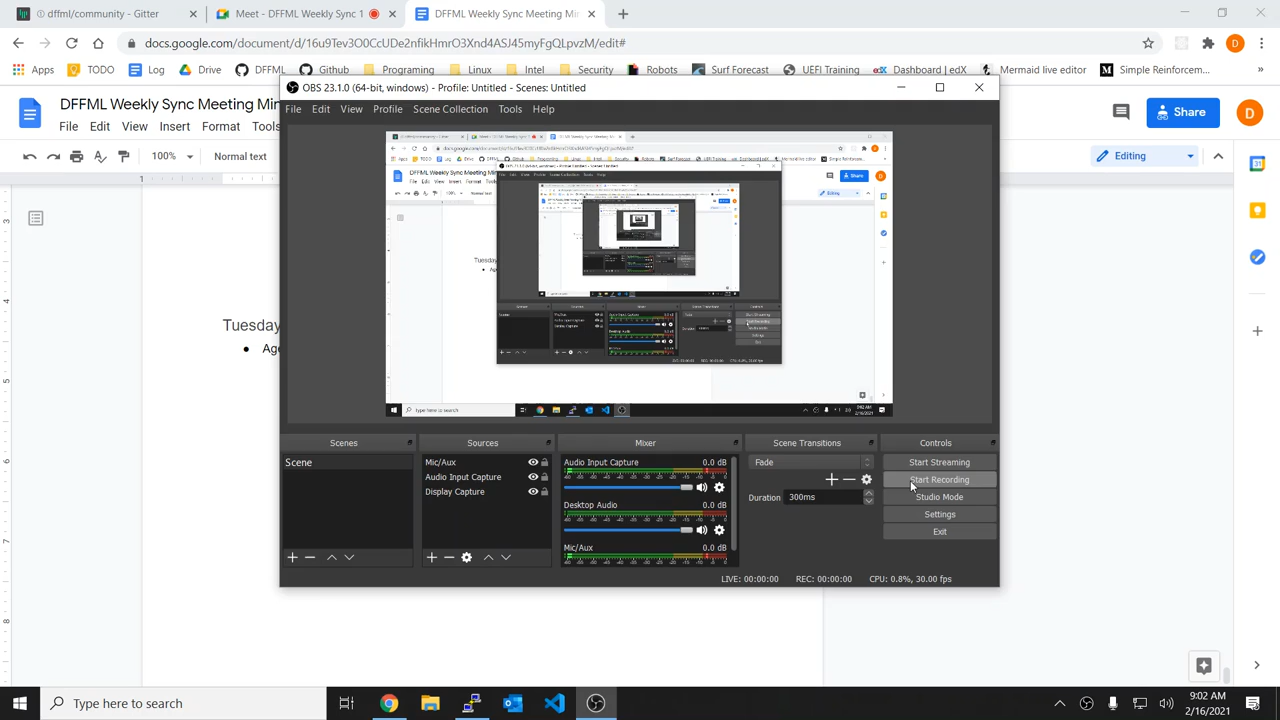 dffml/community - Gitter
Meet - DFFML Weekly Sync 1
DFFML Weekly Sync Meeting Min
docs.google.com/document/d/16u9Tev3O0CcUDe2nfikHmrO3Xnd4ASJ45myFgQLpvzM/edit#
D
Apps
TODO
Log
Drive
DFFML
Github
Programing
Linux
Intel
Security
Robots
Surf Forecast
UEFI Training
Dashboard | edX
Mermaid live editor
Simple Reinforcem...
DFFML Weekly Sync Meeting Min
File Edit View Insert Format Tools
Share
D
Normal text
Editing
Tuesday
Age
OBS 23.1.0 (64-bit, windows) - Profile: Untitled - Scenes: Untitled
File Edit View Profile Scene Collection Tools Help
Scenes
Scene
Sources
Mic/Aux
Audio Input Capture
Display Capture
Mixer
Audio Input Capture 0.0 dB
Desktop Audio 0.0 dB
Mic/Aux 0.0 dB
Scene Transitions
Fade
Duration 300ms
Controls
Start Streaming
Start Recording
Studio Mode
Settings
Exit
LIVE: 00:00:00 REC: 00:00:00 CPU: 0.8%, 30.00 fps
Type here to search
9:02 AM
2/16/2021